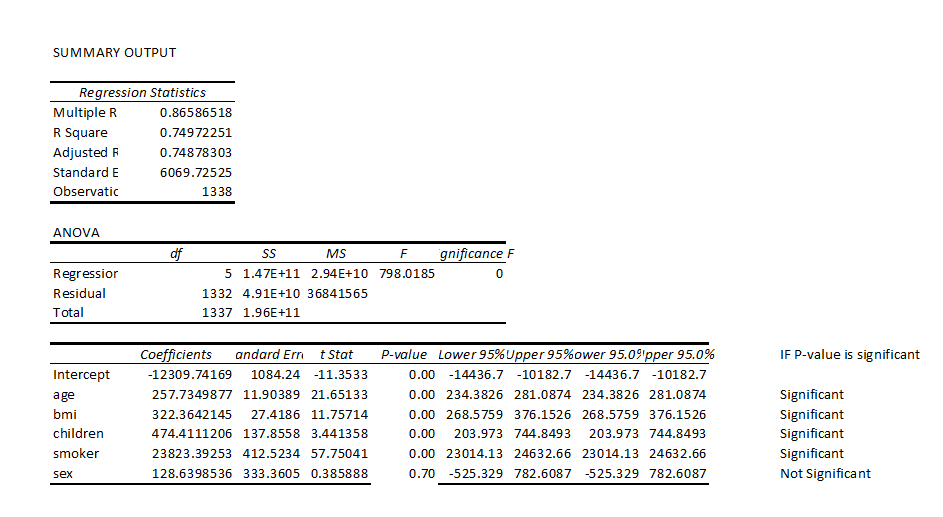 SUMMARY OUTPUT
Regression Statistics
Multiple R 0.86586518
R Square 0.74972251
Adjusted R 0.74878303
Standard E 6069.72525
Observatic 1338
ANOVA
df SS MS F gnificance F
Regression 5 1.47E+11 2.94E+10 798.0185 0
Residual 1332 4.91E+10 36841565
Total 1337 1.96E+11
Coefficients andard Erro t Stat P-value Lower 95% Upper 95% ower 95.0% pper 95.0% IF P-value is significant
Intercept -12309.74169 1084.24 -11.3533 0.00 -14436.7 -10182.7 -14436.7 -10182.7
age 257.7349877 11.90389 21.65133 0.00 234.3826 281.0874 234.3826 281.0874 Significant
bmi 322.3642145 27.4186 11.75714 0.00 268.5759 376.1526 268.5759 376.1526 Significant
children 474.4111206 137.8558 3.441358 0.00 203.973 744.8493 203.973 744.8493 Significant
smoker 23823.39253 412.5234 57.75041 0.00 23014.13 24632.66 23014.13 24632.66 Significant
sex 128.6398536 333.3605 0.385888 0.70 -525.329 782.6087 -525.329 782.6087 Not Significant